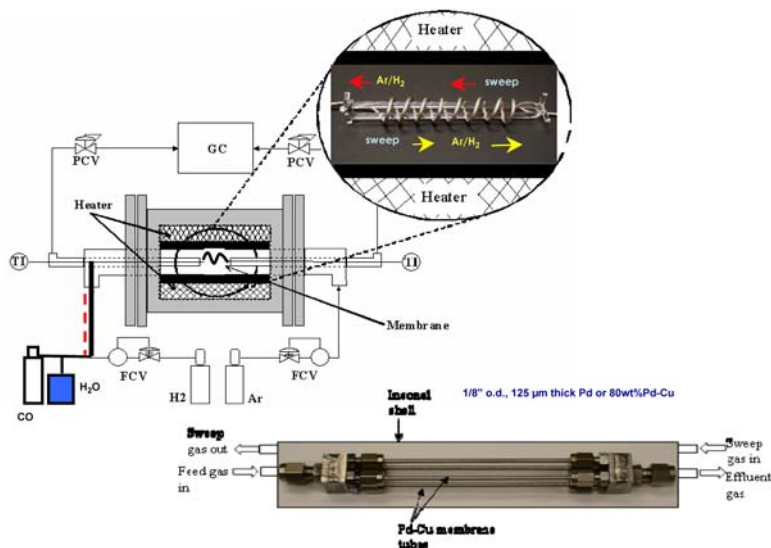 Heater
Ar/H₂
sweep
sweep
Ar/H₂
Heater
PCV
GC
PCV
Heater
TI
TI
Membrane
FCV
FCV
H₂O
CO
H2
Ar
Inconel
shell
1/8" o.d., 125 µm thick Pd or 80wt%Pd-Cu
Sweep
gas out
Feed gas
in
Sweep
gas in
Effluent
gas
Pd-Cu membrane
tubes